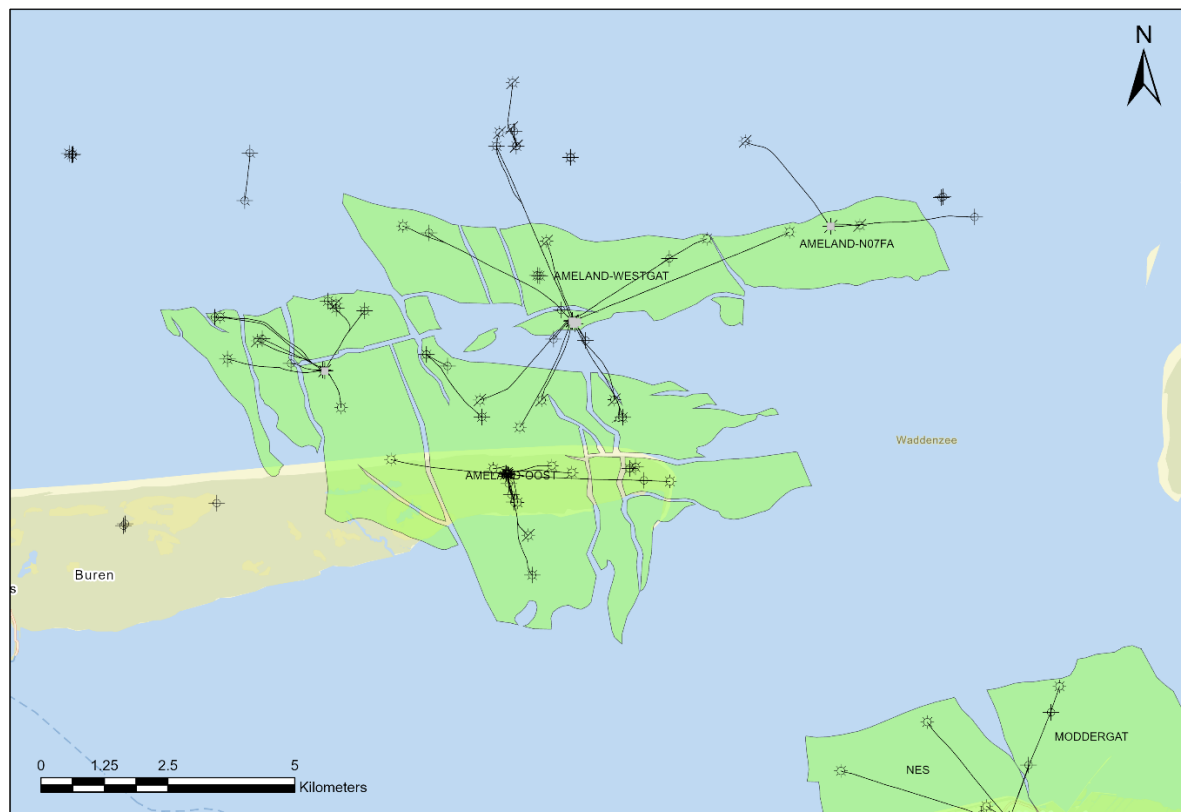 N
AMELAND-N07FA
AMELAND-WESTGAT
Waddenzee
AMELAND-OOST
Buren
s
MODDERGAT
NES
0 1.25 2.5 5
Kilometers